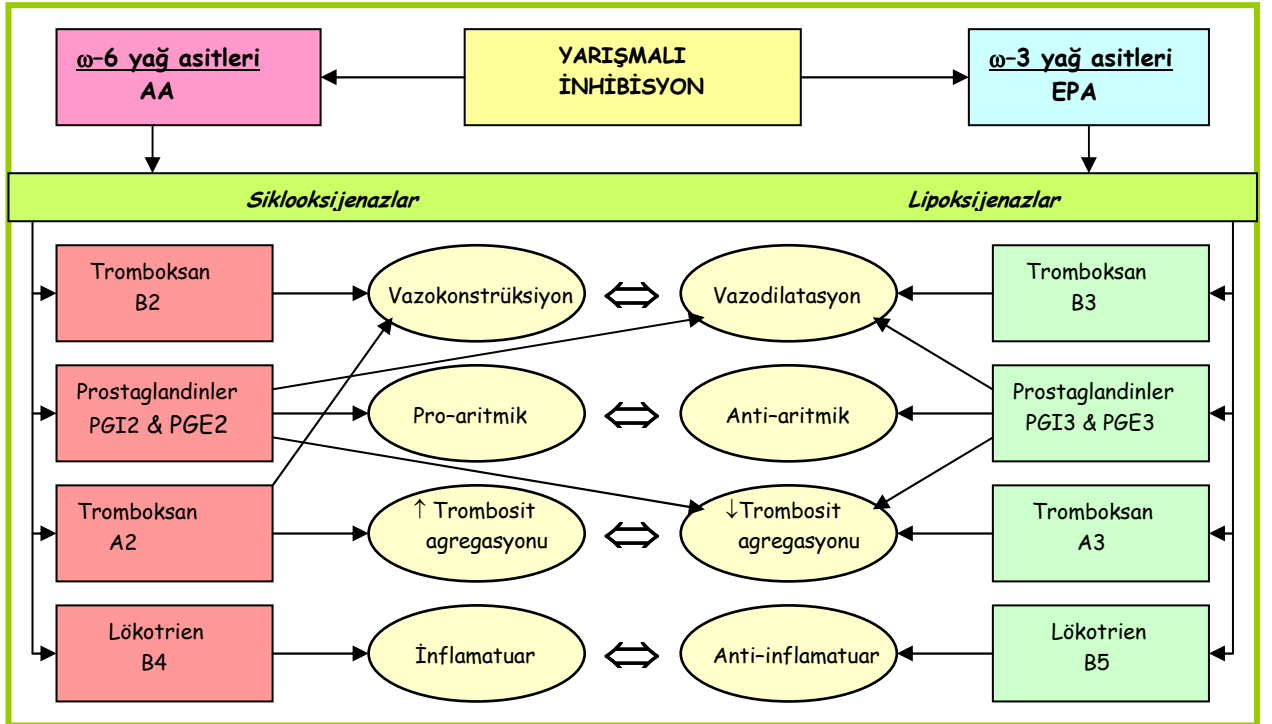 ω-6 yağ asitleri
AA
YARIŞMALI
İNHİBİSYON
ω-3 yağ asitleri
EPA
Siklooksijenazlar
Lipoksijenazlar
Tromboksan
B2
Vazokonstrüksiyon
Vazodilatasyon
Tromboksan
B3
Prostaglandinler
PGI2 & PGE2
Pro-aritmik
Anti-aritmik
Prostaglandinler
PGI3 & PGE3
Tromboksan
A2
↑ Trombosit
agregasyonu
↓Trombosit
agregasyonu
Tromboksan
A3
Lökotrien
B4
İnflamatuar
Anti-inflamatuar
Lökotrien
B5